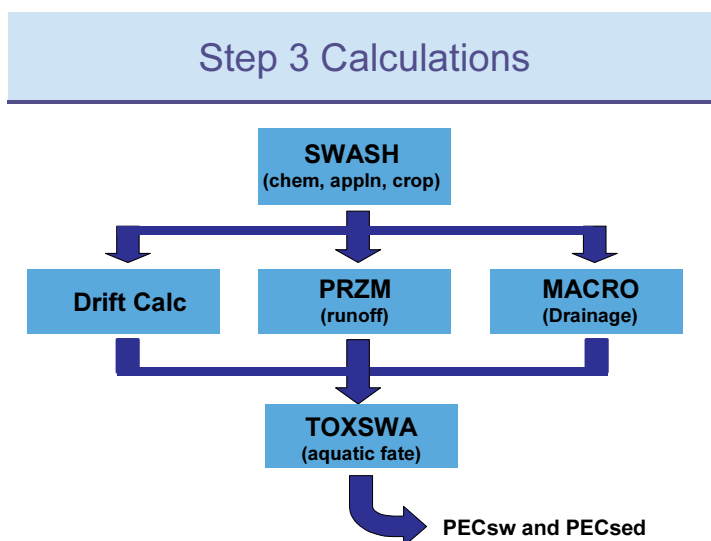 Step 3 Calculations
SWASH
(chem, appln, crop)
Drift Calc
PRZM
(runoff)
MACRO
(Drainage)
TOXSWA
(aquatic fate)
PECsw and PECsed